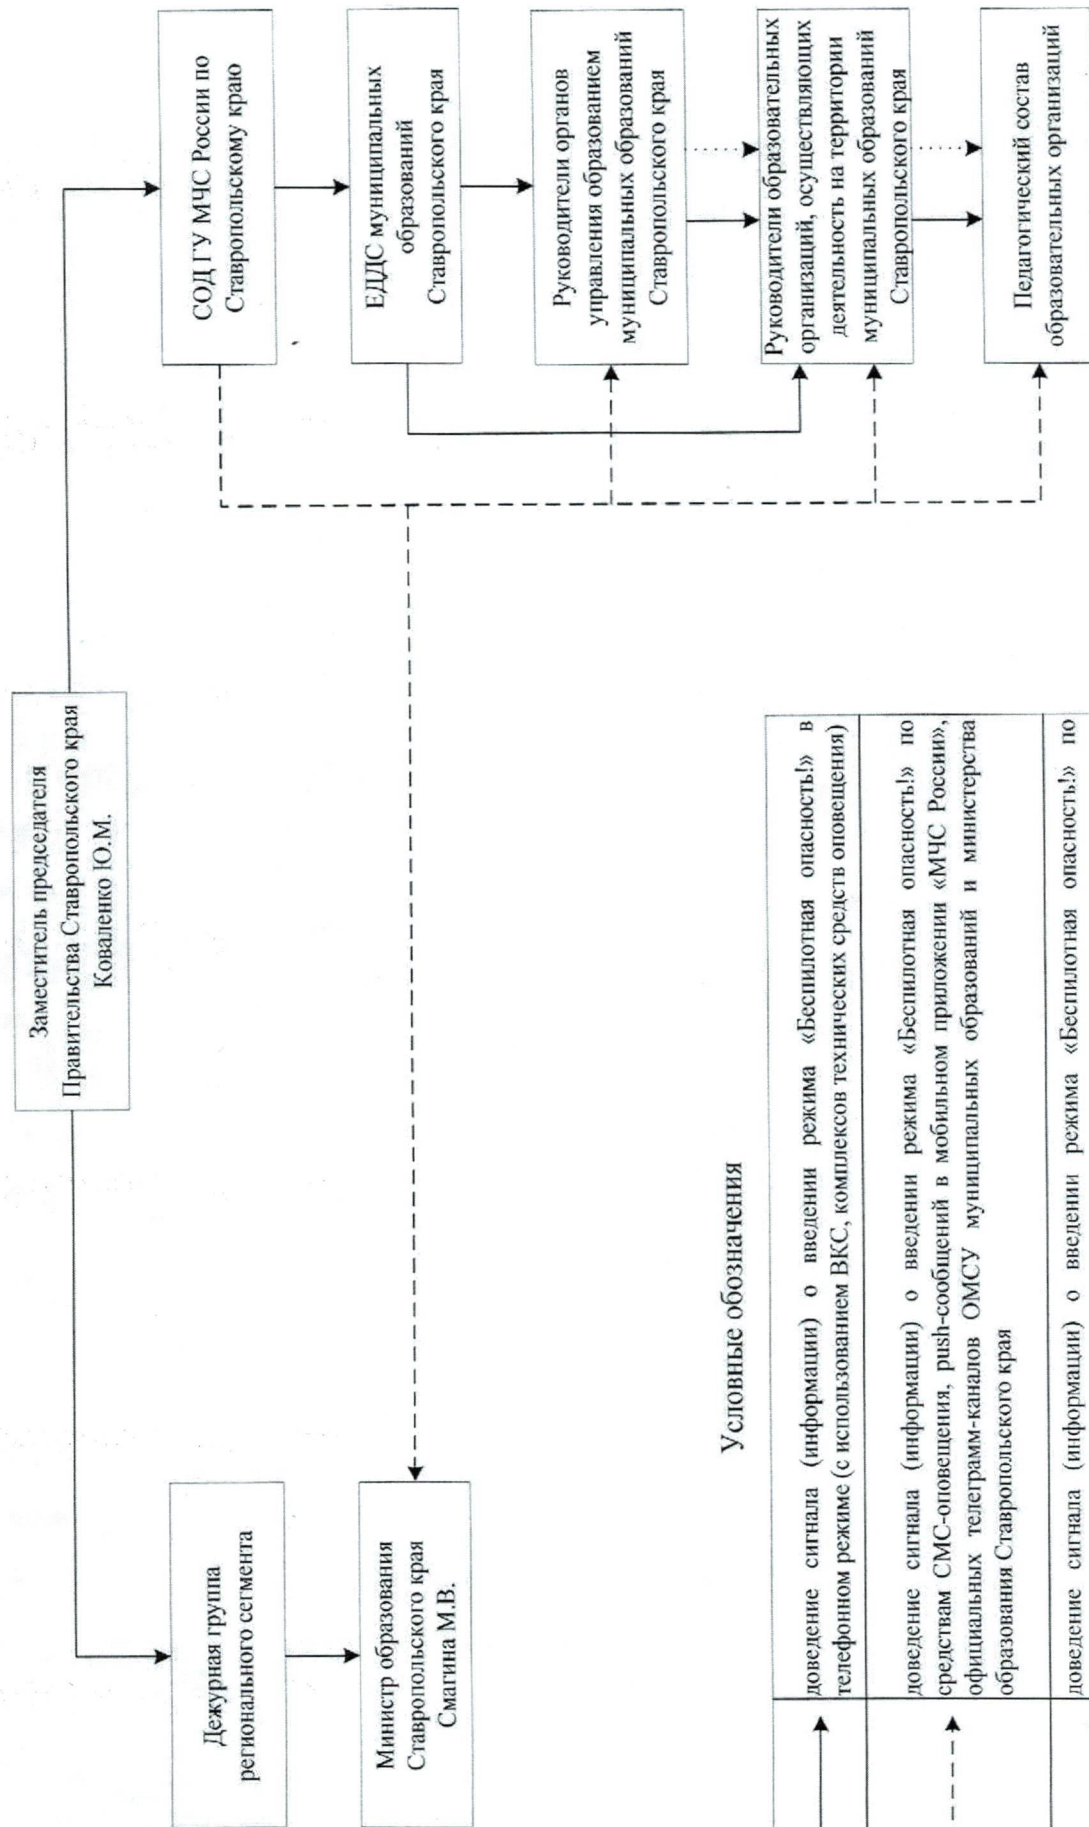 Заместитель председателя
Правительства Ставропольского края
Коваленко Ю.М.
Дежурная группа
регионального сегмента
Министр образования
Ставропольского края
Смагина М.В.
СОД ГУ МЧС России по
Ставропольскому краю
ЕДДС муниципальных
образований
Ставропольского края
Руководители органов
управления образованием
муниципальных образований
Ставропольского края
Руководители образовательных
организаций, осуществляющих
деятельность на территории
муниципальных образований
Ставропольского края
Педагогический состав
образовательных организаций
Условные обозначения
доведение сигнала (информации) о введении режима «Беспилотная опасность!» в
телефонном режиме (с использованием ВКС, комплексов технических средств оповещения)
доведение сигнала (информации) о введении режима «Беспилотная опасность!» по
средствам СМС-оповещения, push-сообщений в мобильном приложении «МЧС России»,
официальных телеграмм-каналов ОМСУ муниципальных образований и министерства
образования Ставропольского края
доведение сигнала (информации) о введении режима «Беспилотная опасность!» по